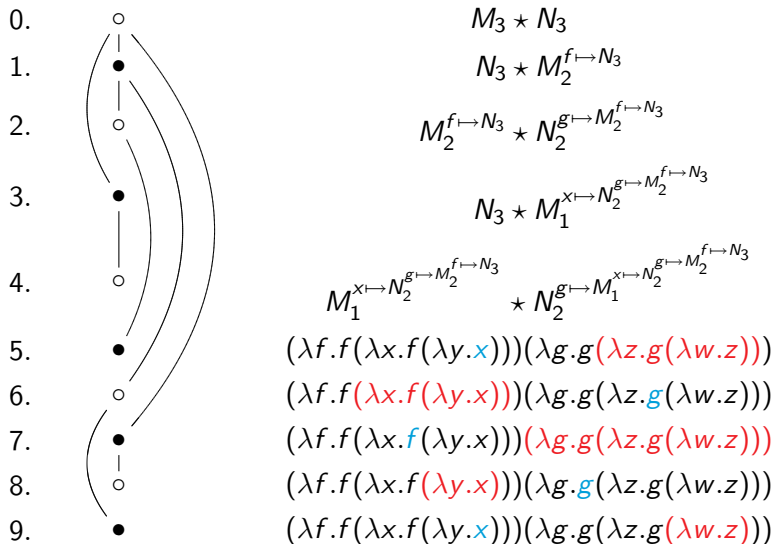 0. M₃ ⋆ N₃
1. N₃ ⋆ M₂^{f↦N₃}
2. M₂^{f↦N₃} ⋆ N₂^{g↦M₂^{f↦N₃}}
3. N₃ ⋆ M₁^{x↦N₂^{g↦M₂^{f↦N₃}}}
4. M₁^{x↦N₂^{g↦M₂^{f↦N₃}}} ⋆ N₂^{g↦M₁^{x↦N₂^{g↦M₂^{f↦N₃}}}}
5. (λf.f(λx.f(λy.x)))(λg.g(λz.g(λw.z)))
6. (λf.f(λx.f(λy.x)))(λg.g(λz.g(λw.z)))
7. (λf.f(λx.f(λy.x)))(λg.g(λz.g(λw.z)))
8. (λf.f(λx.f(λy.x)))(λg.g(λz.g(λw.z)))
9. (λf.f(λx.f(λy.x)))(λg.g(λz.g(λw.z)))